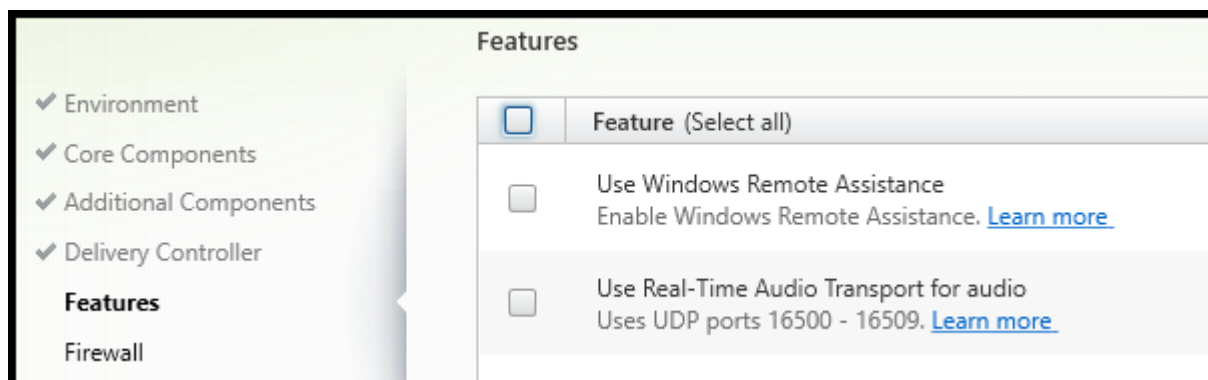 Features
Environment
Core Components
Additional Components
Delivery Controller
Features
Firewall
Feature (Select all)
Use Windows Remote Assistance
Enable Windows Remote Assistance. Learn more
Use Real-Time Audio Transport for audio
Uses UDP ports 16500 - 16509. Learn more